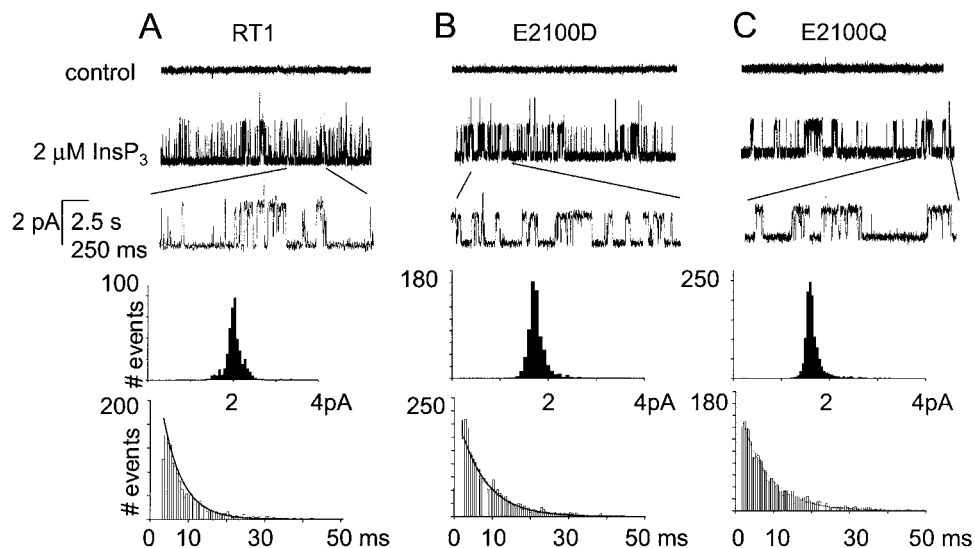 A RT1
B E2100D
C E2100Q
control
2 μM InsP3
2 pA 2.5 s
250 ms
100
# events
180
250
2 4pA
2 4pA
2 4pA
200
# events
250
180
0 10 30 50 ms
0 10 30 50 ms
0 10 30 50 ms